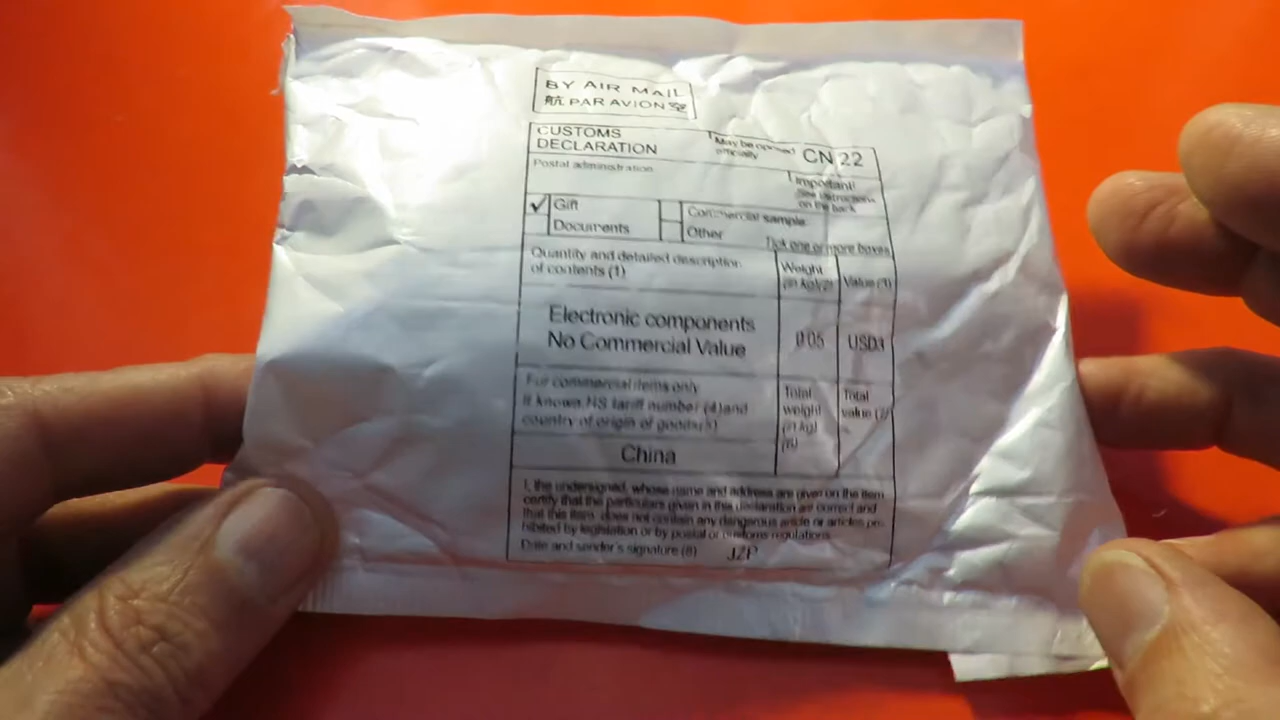 BY AIR MAIL
航 PAR AVION 空
CUSTOMS
DECLARATION
May be opened
officially
CN 22
Postal administration
Important!
See instructions
on the back
✓ Gift
Commercial sample
Documents
Other
Tick one or more boxes
Quantity and detailed description
of contents (1)
Weight
(in kg)(2)
Value (3)
Electronic components
No Commercial Value
0.05
USD
For commercial items only
If known, HS tariff number (4)and
country of origin of goods(5)
Total
weight
(in kg)
(6)
Total
value (7)
China
I, the undersigned, whose name and address are given on the item
certify that the particulars given in this declaration are correct and
that this item does not contain any dangerous article or articles pro-
hibited by legislation or by postal or customs regulations
Date and sender's signature (8) JZP